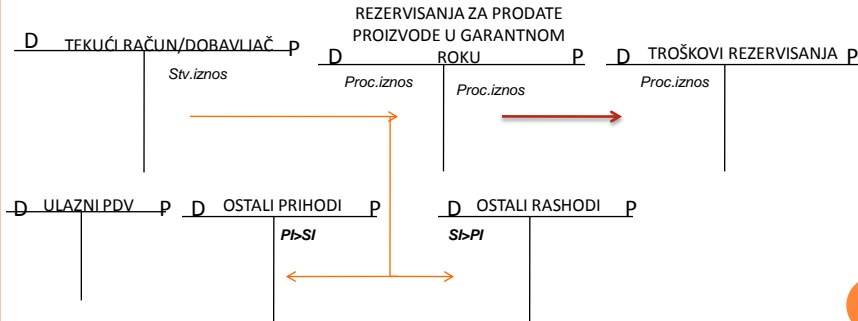 REZERVISANJA ZA PRODATE
PROIZVODE U GARANTNOM
ROKU
D TEKUĆI RAČUN/DOBAVLJAČ P
D P
D TROŠKOVI REZERVISANJA P
Stv.iznos
Proc.iznos
Proc.iznos
Proc.iznos
D ULAZNI PDV P
D OSTALI PRIHODI P
D OSTALI RASHODI P
PI>SI
SI>PI